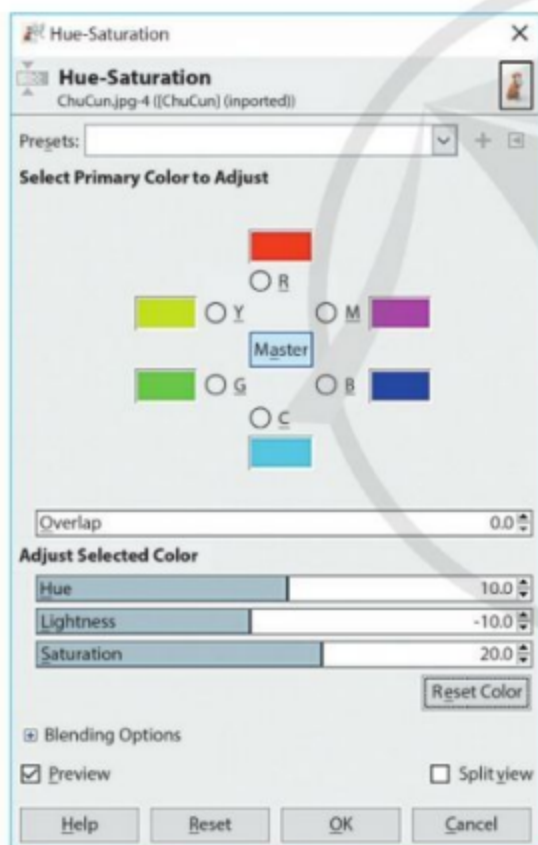 Hue-Saturation
Hue-Saturation
ChuCun.jpg-4 ([ChuCun] (inported))
Presets:
Select Primary Color to Adjust
R
Y M
Master
G B
C
Overlap 0.0
Adjust Selected Color
Hue 10.0
Lightness -10.0
Saturation 20.0
Reset Color
Blending Options
Preview Split view
Help Reset OK Cancel